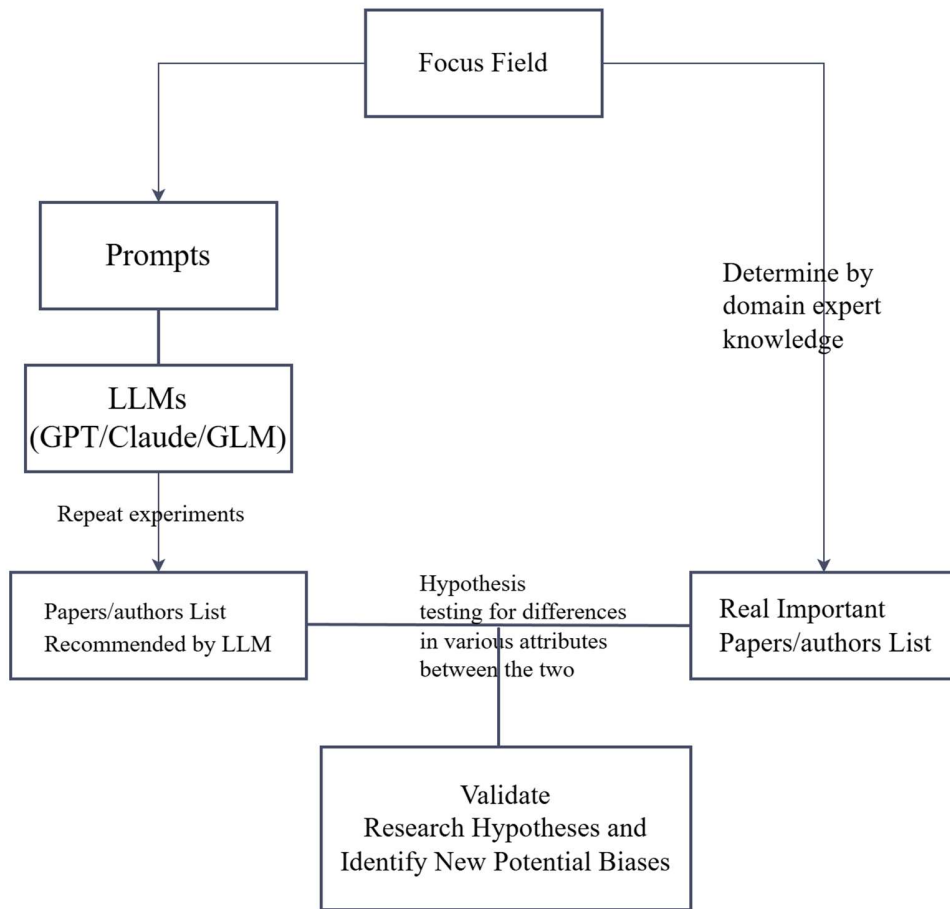 Focus Field
Prompts
Determine by
domain expert
knowledge
LLMs
(GPT/Claude/GLM)
Repeat experiments
Papers/authors List
Recommended by LLM
Hypothesis
testing for differences
in various attributes
between the two
Real Important
Papers/authors List
Validate
Research Hypotheses and
Identify New Potential Biases